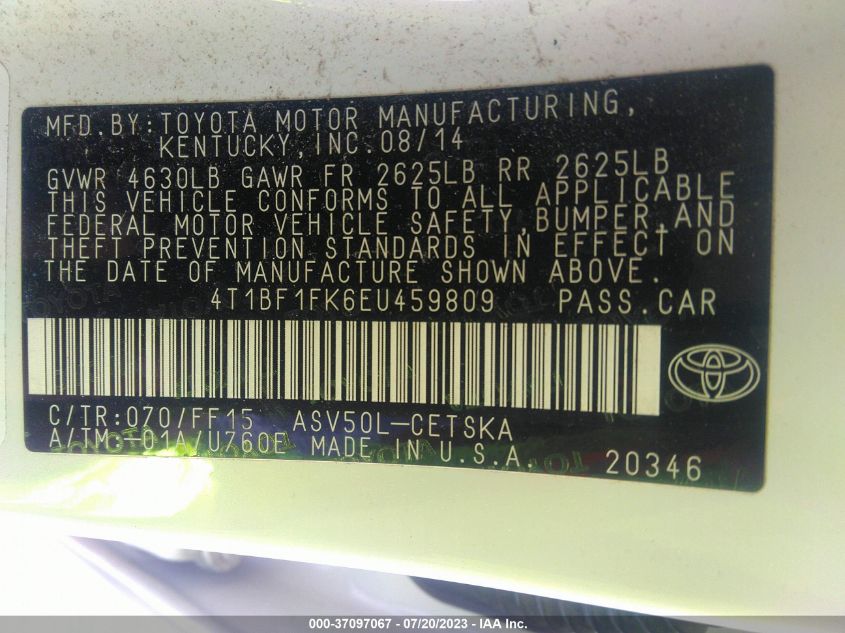 MFD.BY:TOYOTA MOTOR MANUFACTURING,
KENTUCKY,INC.08/14
GVWR 4630LB GAWR FR 2625LB RR 2625LB
THIS VEHICLE CONFORMS TO ALL APPLICABLE
FEDERAL MOTOR VEHICLE SAFETY,BUMPER,AND
THEFT PREVENTION STANDARDS IN EFFECT ON
THE DATE OF MANUFACTURE SHOWN ABOVE.
4T1BF1FK6EU459809 PASS.CAR
C/TR:070/FF15 ASV50L-CETSKA
A/TM:-01A/U760E MADE IN U.S.A. 20346
000-37097067 / 07/20/2023 - IAA Inc.